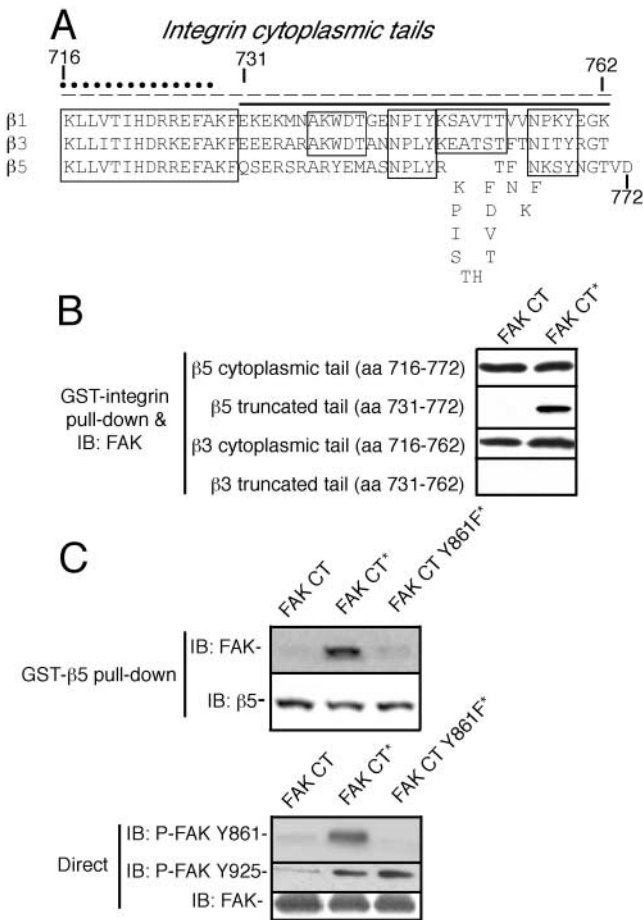 A
Integrin cytoplasmic tails
716
731
762
β1 KLLVTIHDRREFAKFEKEKMNAKWDTGENPIYKSAVTTVVNPKYEGK
β3 KLLITIHDRKEFAKFEEERARAKWDTANNPLYKEATSTFTNITYRGT
β5 KLLVTIHDRREFAKFQSERSRARYEMASNPLYR TF NKSYNGTVD
K F N F
772
P D K
I V
S T
TH
B
FAK CT
FAK CT*
GST-integrin
pull-down &
IB: FAK
β5 cytoplasmic tail (aa 716-772)
β5 truncated tail (aa 731-772)
β3 cytoplasmic tail (aa 716-762)
β3 truncated tail (aa 731-762)
C
FAK CT
FAK CT*
FAK CT Y861F*
GST-β5 pull-down
IB: FAK-
IB: β5-
FAK CT
FAK CT*
FAK CT Y861F*
Direct
IB: P-FAK Y861-
IB: P-FAK Y925-
IB: FAK-